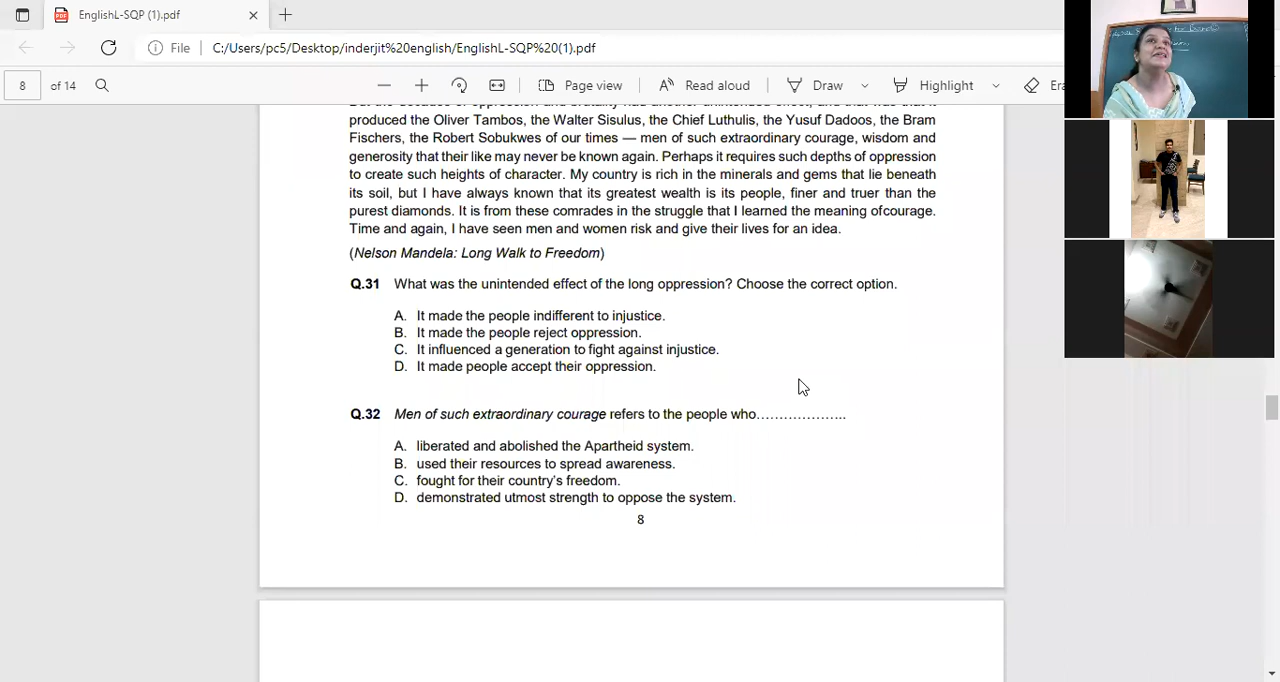 EnglishL-SQP (1).pdf
File
C:/Users/pc5/Desktop/inderjit%20english/EnglishL-SQP%20(1).pdf
8 of 14
Page view
Read aloud
Draw
Highlight
Era
produced the Oliver Tambos, the Walter Sisulus, the Chief Luthulis, the Yusuf Dadoos, the Bram
Fischers, the Robert Sobukwes of our times — men of such extraordinary courage, wisdom and
generosity that their like may never be known again. Perhaps it requires such depths of oppression
to create such heights of character. My country is rich in the minerals and gems that lie beneath
its soil, but I have always known that its greatest wealth is its people, finer and truer than the
purest diamonds. It is from these comrades in the struggle that I learned the meaning ofcourage.
Time and again, I have seen men and women risk and give their lives for an idea.
(Nelson Mandela: Long Walk to Freedom)
Q.31 What was the unintended effect of the long oppression? Choose the correct option.
A. It made the people indifferent to injustice.
B. It made the people reject oppression.
C. It influenced a generation to fight against injustice.
D. It made people accept their oppression.
Q.32 Men of such extraordinary courage refers to the people who………………..
A. liberated and abolished the Apartheid system.
B. used their resources to spread awareness.
C. fought for their country's freedom.
D. demonstrated utmost strength to oppose the system.
8